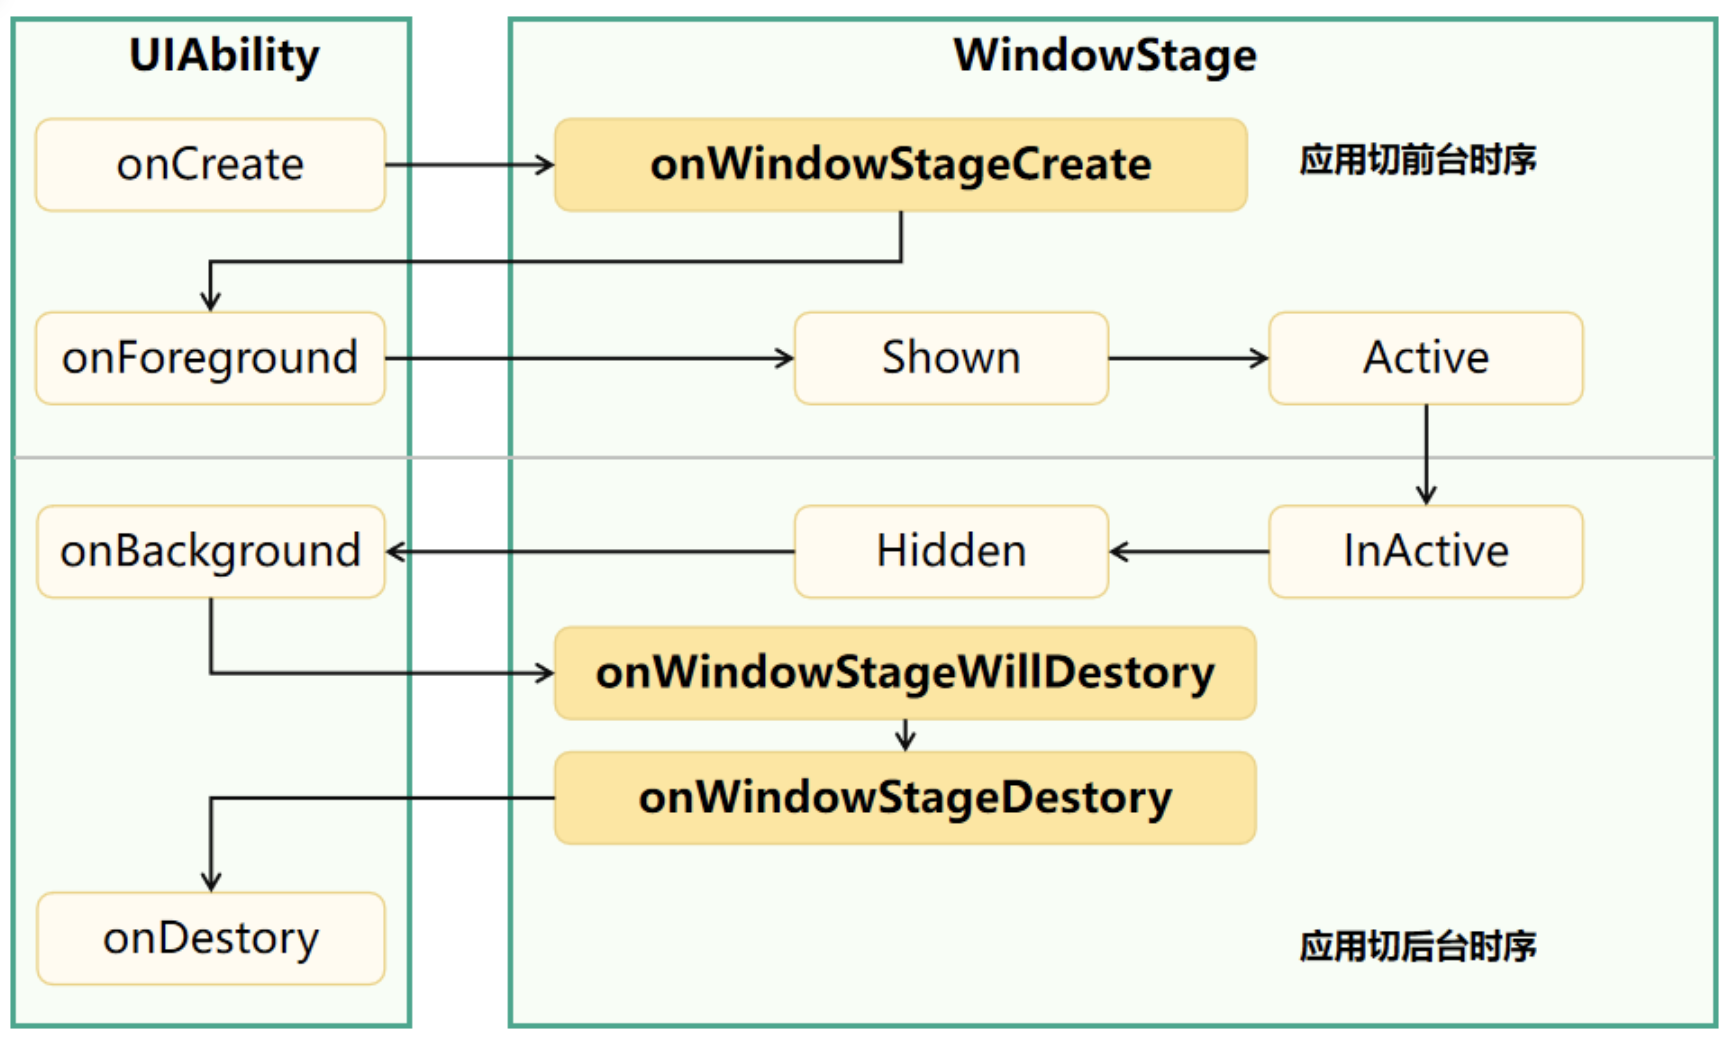 UIAbility
WindowStage
onCreate
onWindowStageCreate
应用切前台时序
onForeground
Shown
Active
onBackground
Hidden
InActive
onWindowStageWillDestory
onWindowStageDestory
onDestory
应用切后台时序